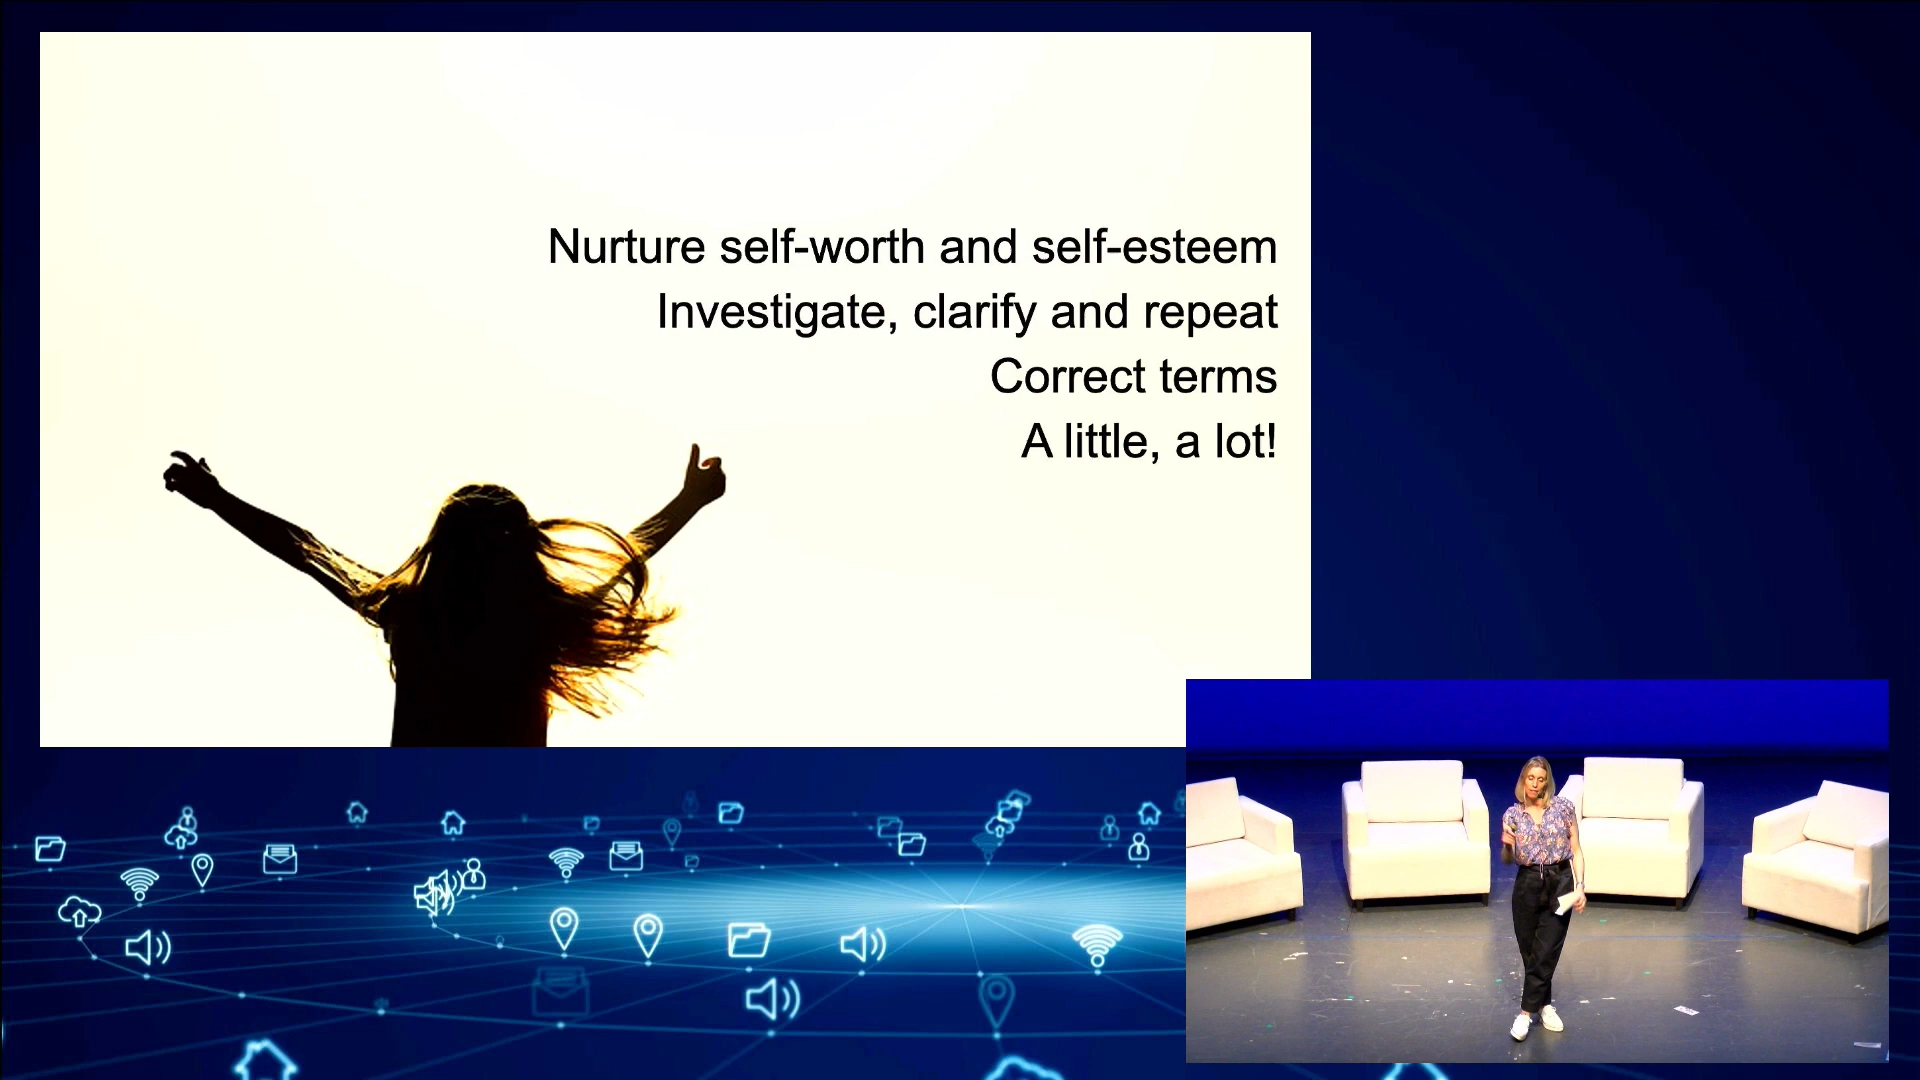 Nurture self-worth and self-esteem
Investigate, clarify and repeat
Correct terms
A little, a lot!